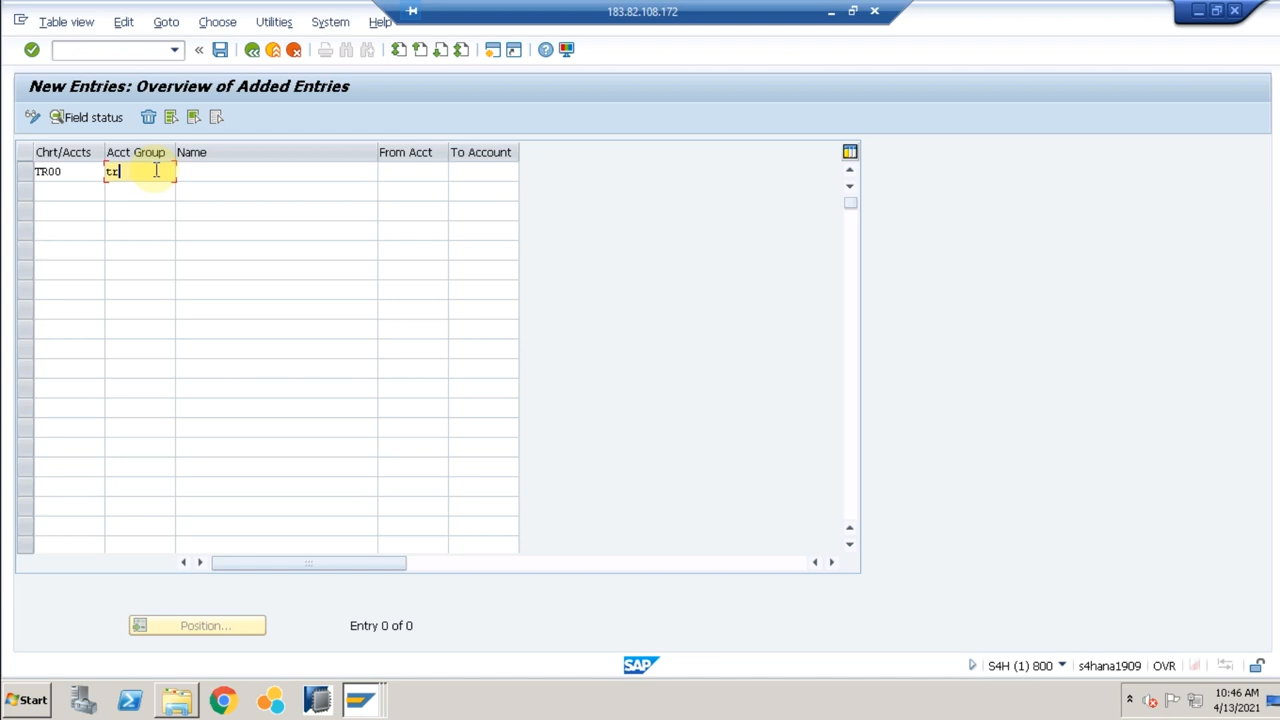 183.82.108.172
Table view Edit Goto Choose Utilities System Help
New Entries: Overview of Added Entries
Field status
Chrt/Accts Acct Group Name From Acct To Account
TR00 tr
Position... Entry 0 of 0
SAP S4H (1) 800 s4hana1909 OVR
Start 10:46 AM
4/13/2021